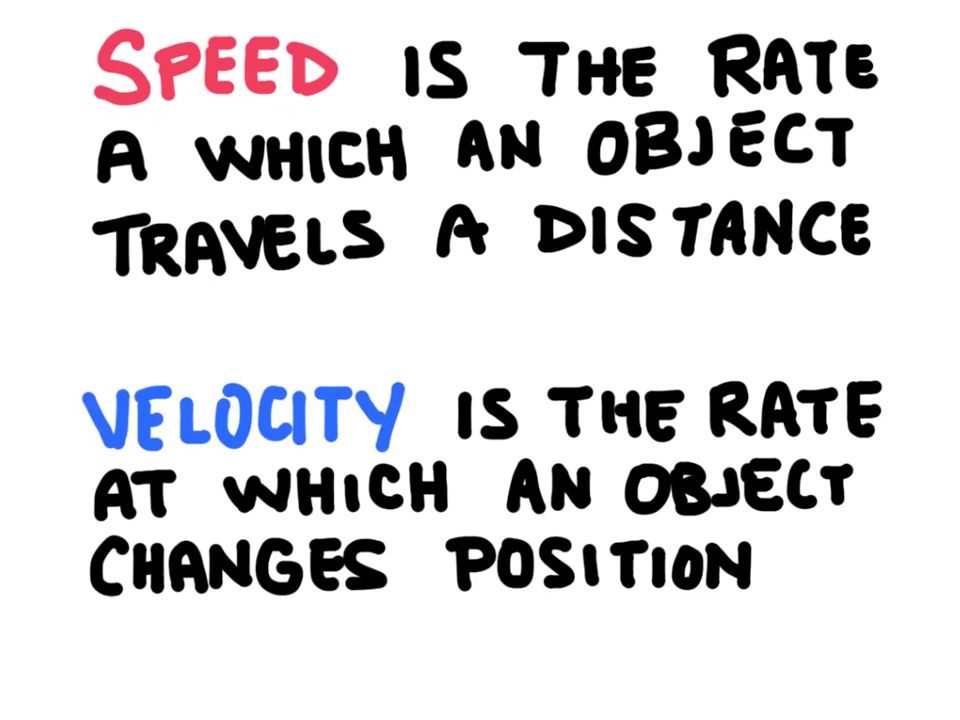 SPEED IS THE RATE
A WHICH AN OBJECT
TRAVELS A DISTANCE
VELOCITY IS THE RATE
AT WHICH AN OBJECT
CHANGES POSITION